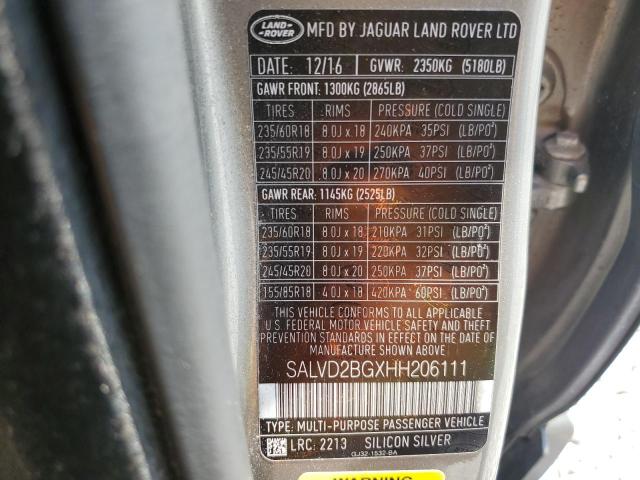 LAND-ROVER MFD BY JAGUAR LAND ROVER LTD
DATE: 12/16 GVWR: 2350KG (5180LB)
GAWR FRONT: 1300KG (2865LB)
TIRES RIMS PRESSURE (COLD SINGLE)
235/60R18 8.0J x 18 240KPA 35PSI (LB/PO²)
235/55R19 8.0J x 19 250KPA 37PSI (LB/PO²)
245/45R20 8.0J x 20 270KPA 40PSI (LB/PO²)
GAWR REAR: 1145KG (2525LB)
TIRES RIMS PRESSURE (COLD SINGLE)
235/60R18 8.0J x 18 210KPA 31PSI (LB/PO²)
235/55R19 8.0J x 19 220KPA 32PSI (LB/PO²)
245/45R20 8.0J x 20 250KPA 37PSI (LB/PO²)
155/85R18 4.0J x 18 420KPA 60PSI (LB/PO²)
THIS VEHICLE CONFORMS TO ALL APPLICABLE
U.S. FEDERAL MOTOR VEHICLE SAFETY AND THEFT
PREVENTION STANDARDS IN EFFECT ON THE DATE OF
MANUFACTURE SHOWN ABOVE
SALVD2BGXHH206111
TYPE: MULTI-PURPOSE PASSENGER VEHICLE
LRC: 2213 SILICON SILVER
GJ32-1532-BA
WARNING